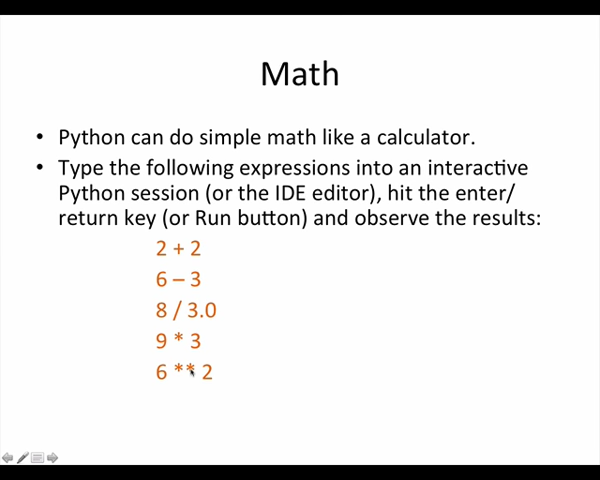 Math
• Python can do simple math like a calculator.
• Type the following expressions into an interactive
Python session (or the IDE editor), hit the enter/
return key (or Run button) and observe the results:
2 + 2
6 – 3
8 / 3.0
9 * 3
6 ** 2